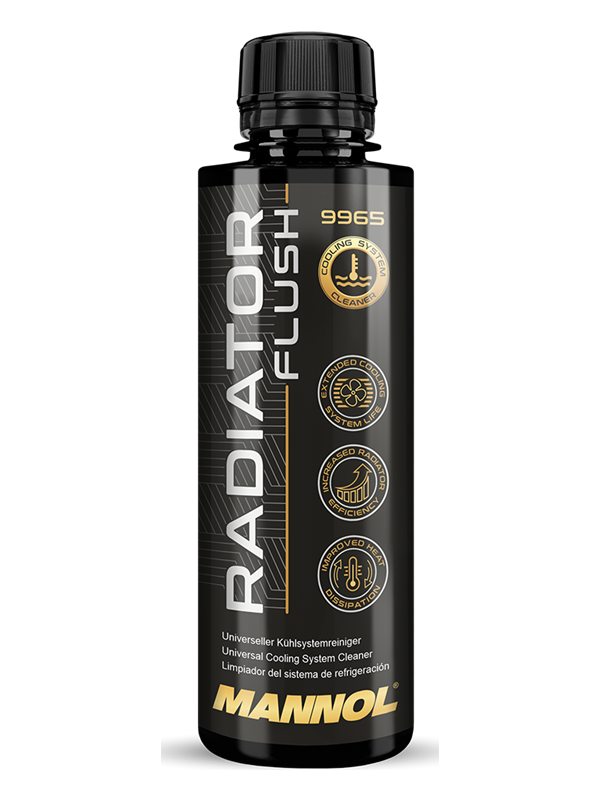 RADIATOR
FLUSH
9965
COOLING SYSTEM
CLEANER
EXTENDED COOLING
SYSTEM LIFE
INCREASED RADIATOR
EFFICIENCY
IMPROVED HEAT
DISSIPATION
Universeller Kühlsystemreiniger
Universal Cooling System Cleaner
Limpiador del sistema de refrigeración
MANNOL®